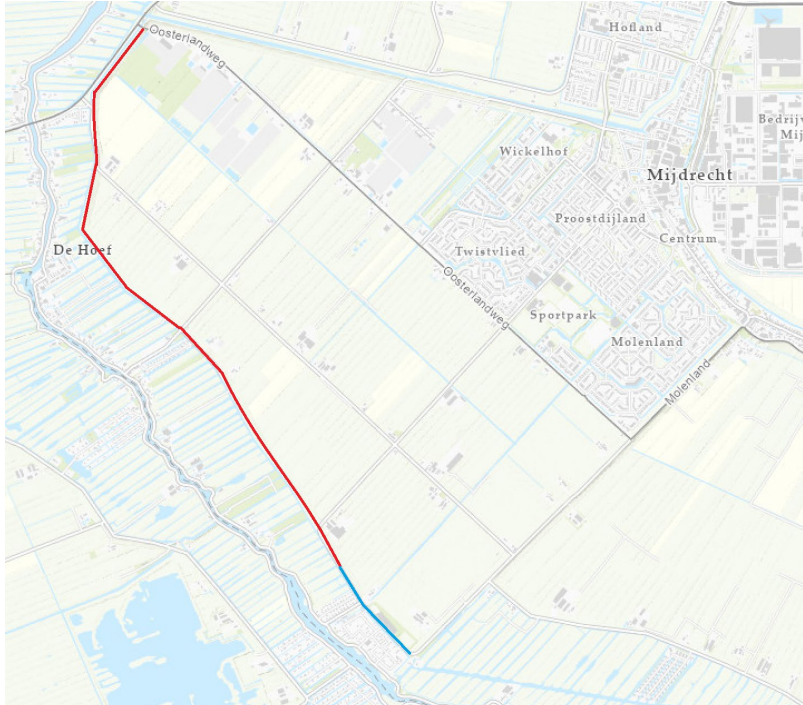 Hofland
Oosterlandweg
Bedrijv
Mij
Wickelhof
Mijdrecht
Proostdijland
Centrum
De Hoef
Twistvlied
Oosterlandweg
Sportpark
Molenland
Molenland